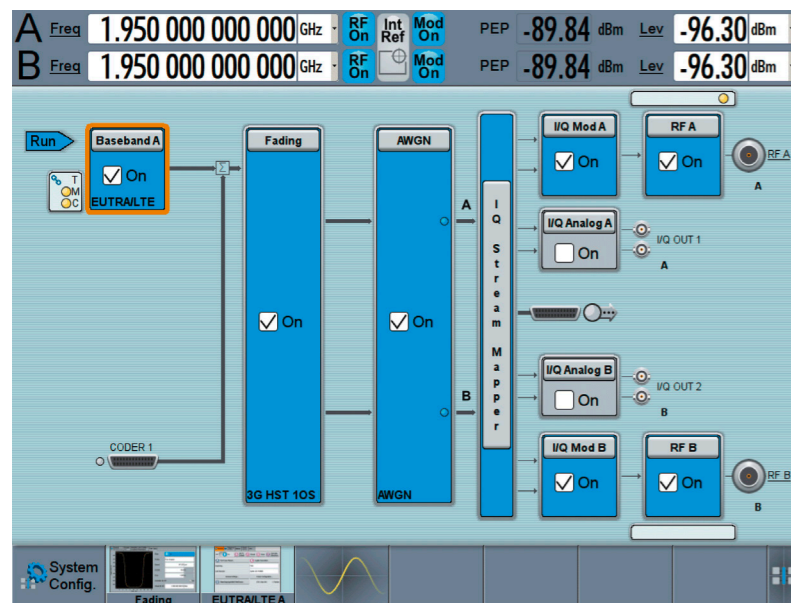 A Freq 1.950 000 000 000 GHz RF On Int Ref Mod On PEP -89.84 dBm Lev -96.30 dBm
B Freq 1.950 000 000 000 GHz RF On Mod On PEP -89.84 dBm Lev -96.30 dBm
Run
Baseband A
On
EUTRA/LTE
T
M
C
Σ
Fading
On
3G HST 1OS
AWGN
On
AWGN
A
B
IQ Stream Mapper
I/Q Mod A
On
RF A
On
RF A
A
I/Q Analog A
On
I/Q OUT 1
A
I/Q Analog B
On
I/Q OUT 2
B
CODER 1
I/Q Mod B
On
RF B
On
RF B
B
System
Config.
Fading
EUTRA/LTE A